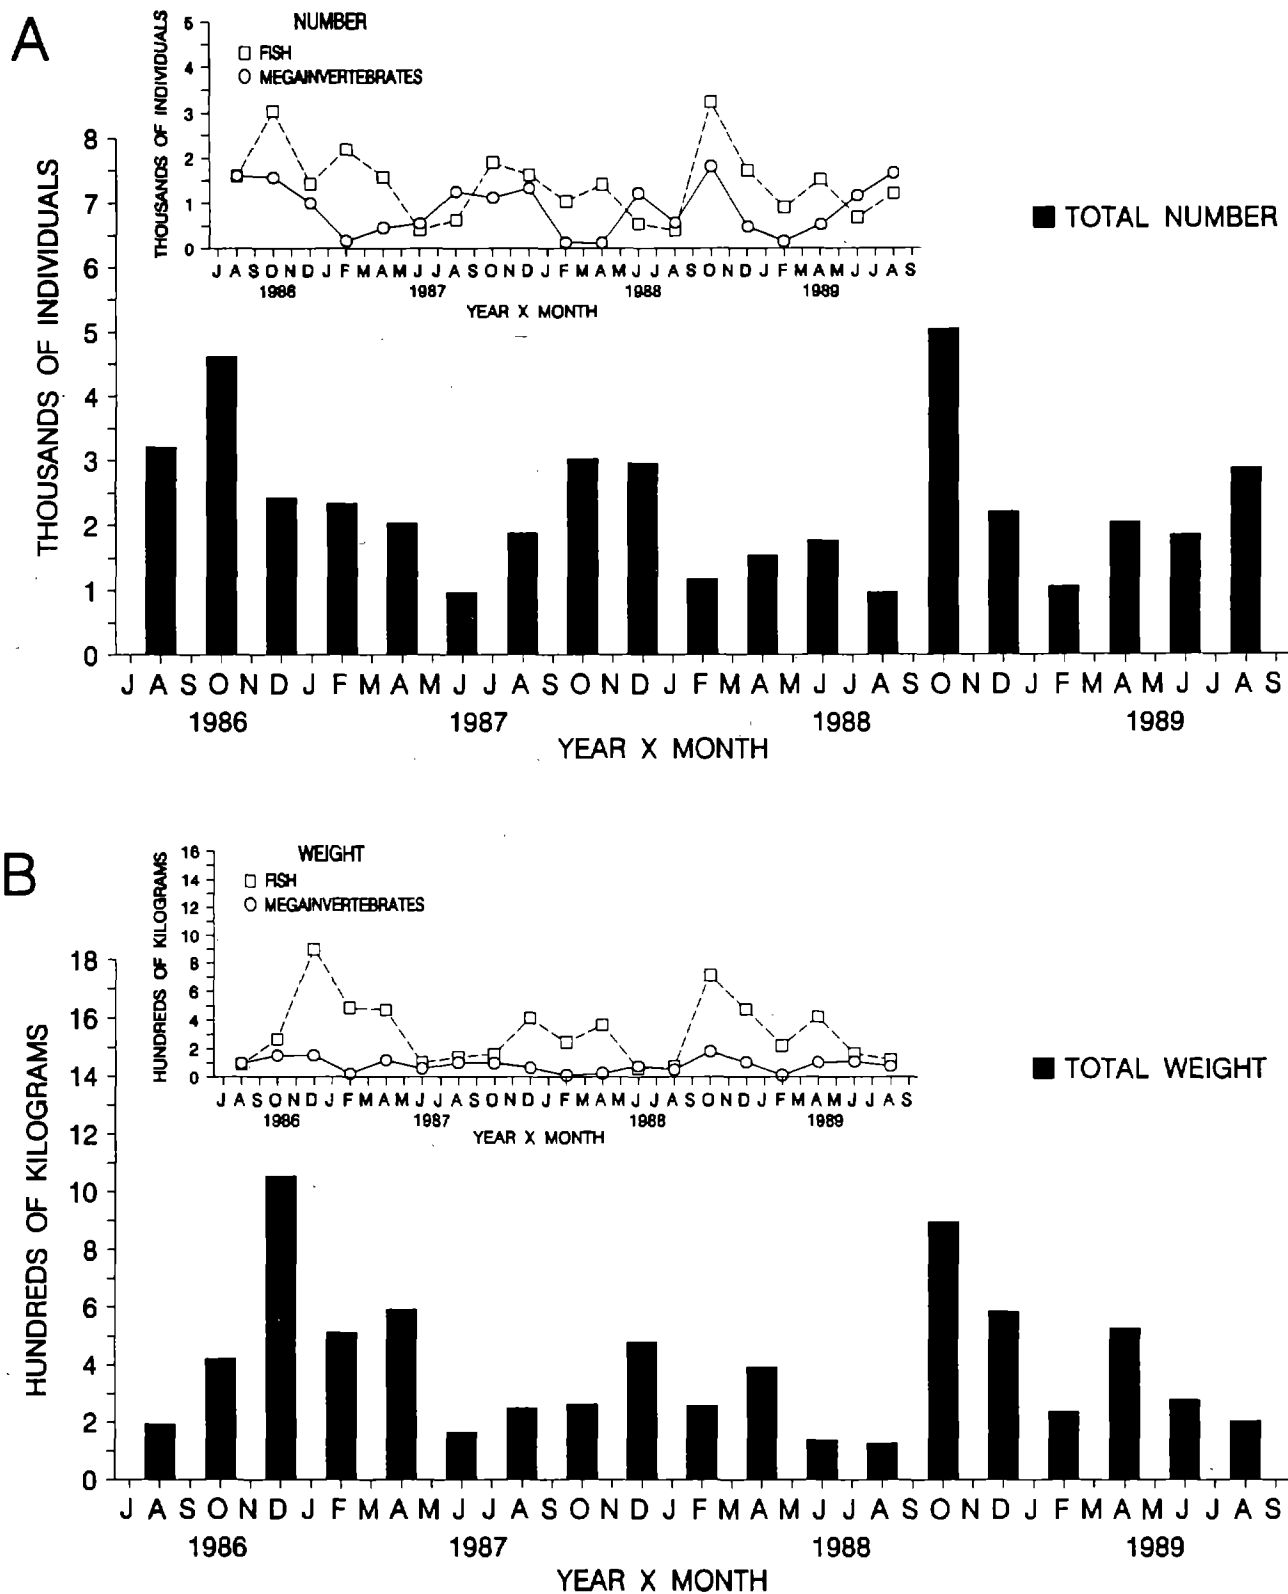 A
NUMBER
FISH
MEGAINVERTEBRATES
THOUSANDS OF INDIVIDUALS
5
4
3
2
1
0
J A S O N D J F M A M J J A S O N D J F M A M J J A S O N D J F M A M J J A S
1986 1987 1988 1989
YEAR X MONTH
TOTAL NUMBER
THOUSANDS OF INDIVIDUALS
8
7
6
5
4
3
2
1
0
J A S O N D J F M A M J J A S O N D J F M A M J J A S O N D J F M A M J J A S
1986 1987 1988 1989
YEAR X MONTH
B
WEIGHT
FISH
MEGAINVERTEBRATES
HUNDREDS OF KILOGRAMS
16
14
12
10
8
6
4
2
0
J A S O N D J F M A M J J A S O N D J F M A M J J A S O N D J F M A M J J A S
1986 1987 1988 1989
YEAR X MONTH
TOTAL WEIGHT
HUNDREDS OF KILOGRAMS
18
16
14
12
10
8
6
4
2
0
J A S O N D J F M A M J J A S O N D J F M A M J J A S O N D J F M A M J J A S
1986 1987 1988 1989
YEAR X MONTH